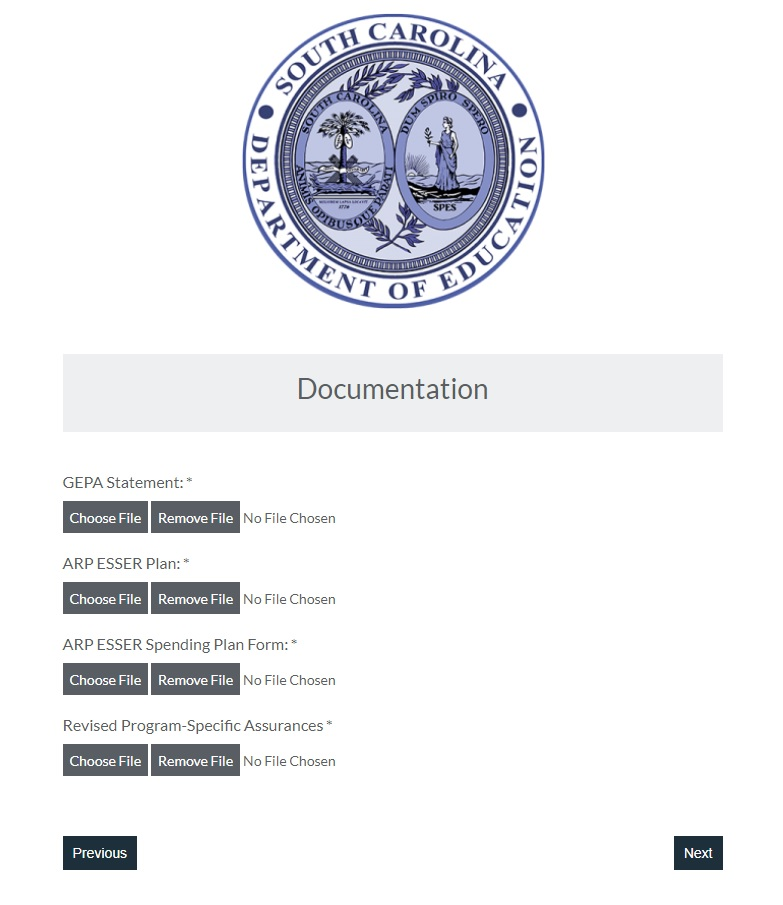 SOUTH CAROLINA
DEPARTMENT OF EDUCATION
SOUTH CAROLINA
ANIMIS OPIBUSQUE PARATI
1776
DUM SPIRO SPERO
SPES
Documentation
GEPA Statement: *
Choose File Remove File No File Chosen
ARP ESSER Plan: *
Choose File Remove File No File Chosen
ARP ESSER Spending Plan Form: *
Choose File Remove File No File Chosen
Revised Program-Specific Assurances *
Choose File Remove File No File Chosen
Previous Next